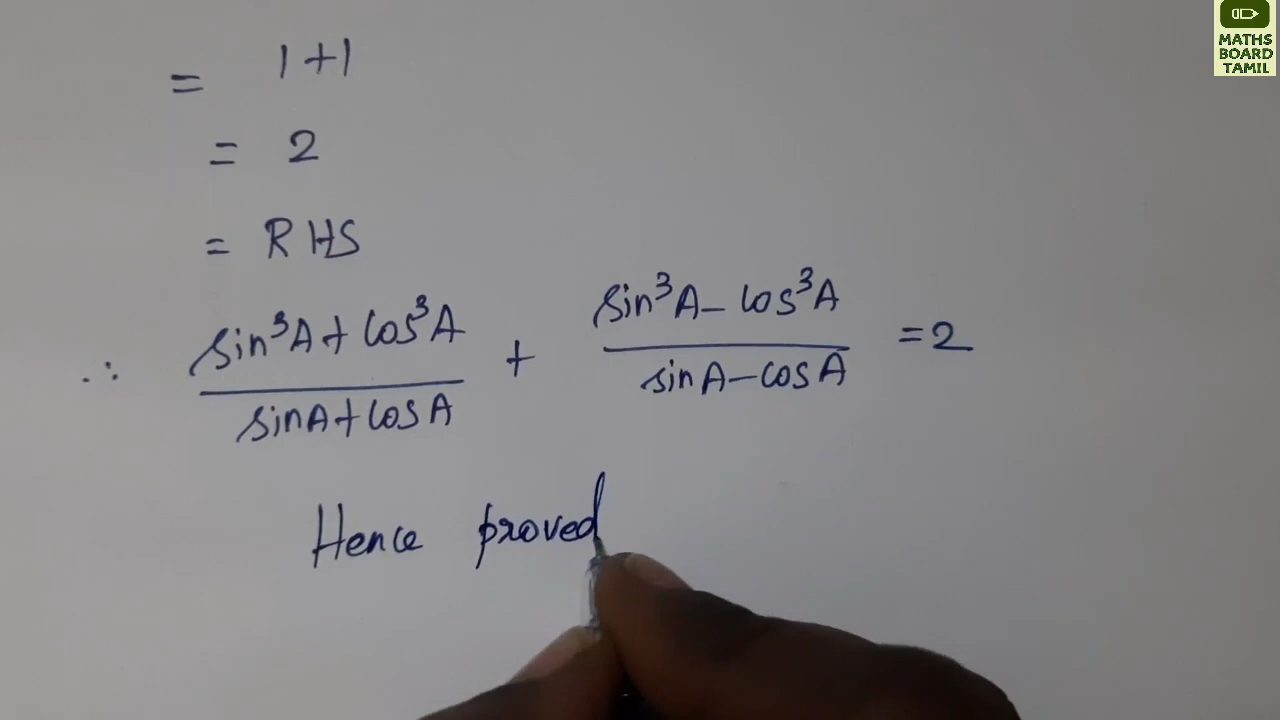 = 1+1
= 2
= RHS
∴ sin³A+cos³A / sinA+cosA + sin³A-cos³A / sinA-cosA =2
Hence proved
MATHS
BOARD
TAMIL